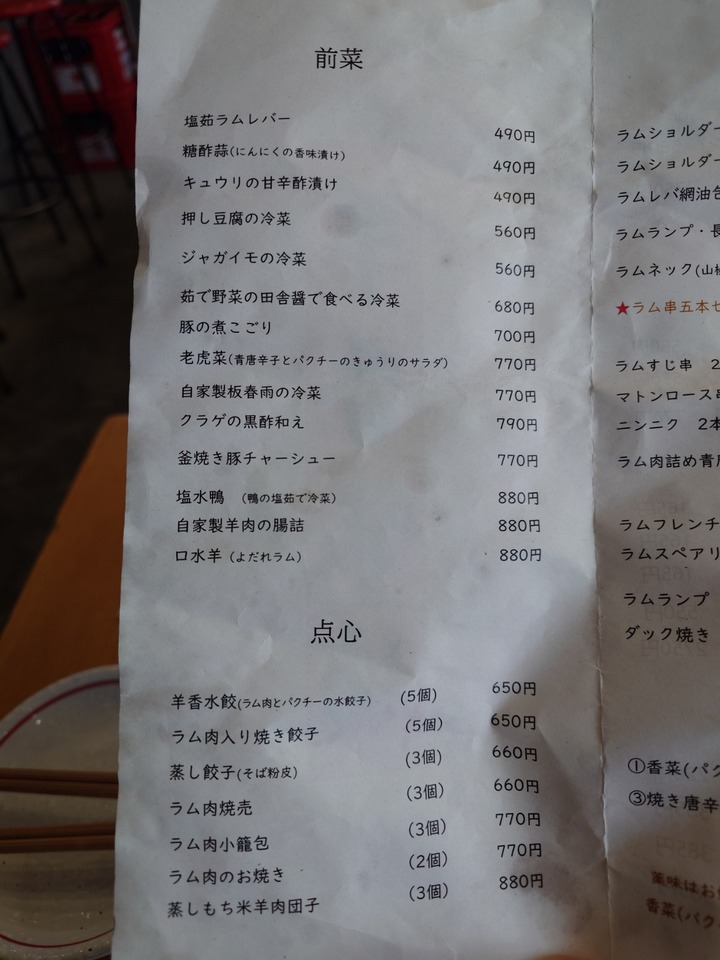 前菜
塩茹ラムレバー 490円
糖酢蒜(にんにくの香味漬け) 490円
キュウリの甘辛酢漬け 490円
押し豆腐の冷菜 560円
ジャガイモの冷菜 560円
茹で野菜の田舎醤で食べる冷菜 680円
豚の煮こごり 700円
老虎菜(青唐辛子とパクチーのきゅうりのサラダ) 770円
自家製板春雨の冷菜 770円
クラゲの黒酢和え 790円
釜焼き豚チャーシュー 770円
塩水鴨 (鴨の塩茹で冷菜) 880円
自家製羊肉の腸詰 880円
口水羊(よだれラム) 880円
点心
羊香水餃(ラム肉とパクチーの水餃子) (5個) 650円
ラム肉入り焼き餃子 (5個) 650円
蒸し餃子(そば粉皮) (3個) 660円
ラム肉焼売 (3個) 660円
ラム肉小籠包 (3個) 770円
ラム肉のお焼き (2個) 770円
蒸しもち米羊肉団子 (3個) 880円
ラムショルダー
ラムショルダー
ラムレバ網油包
ラムランプ・長
ラムネック(山椒
★ラム串五本セ
ラムすじ串 2
マトンロース串
ニンニク 2本
ラム肉詰め青唐
ラムフレンチ
ラムスペアリ
ラムランプ
ダック焼き
①香菜(パク
③焼き唐辛
薬味はお
香菜(パク